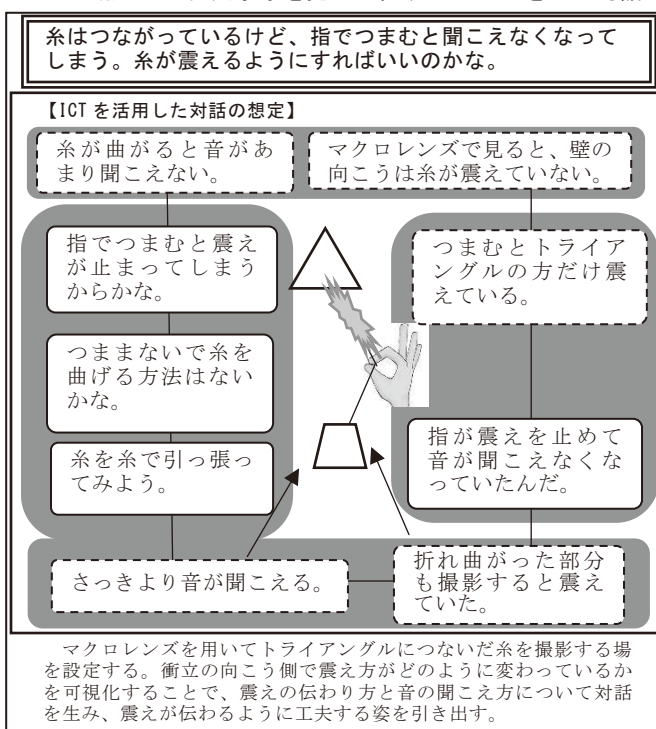 糸はつながっているけど、指でつまむと聞こえなくなって
しまう。糸が震えるようにすればいいのかな。
【ICTを活用した対話の想定】
糸が曲がると音があ
まり聞こえない。
マクロレンズで見ると、壁の
向こうは糸が震えていない。
指でつまむと震え
が止まってしまう
からかな。
つままないで糸を
曲げる方法はない
かな。
糸を糸で引っ張っ
てみよう。
つまむとトライア
ングルの方だけ震
えている。
指が震えを止めて
音が聞こえなくな
っていたんだ。
さっきより音が聞こえる。
折れ曲がった部分
も撮影すると震え
ていた。
マクロレンズを用いてトライアングルにつないだ糸を撮影する場
を設定する。衝立の向こう側で震え方がどのように変わっているか
を可視化することで、震えの伝わり方と音の聞こえ方について対話
を生み、震えが伝わるように工夫する姿を引き出す。